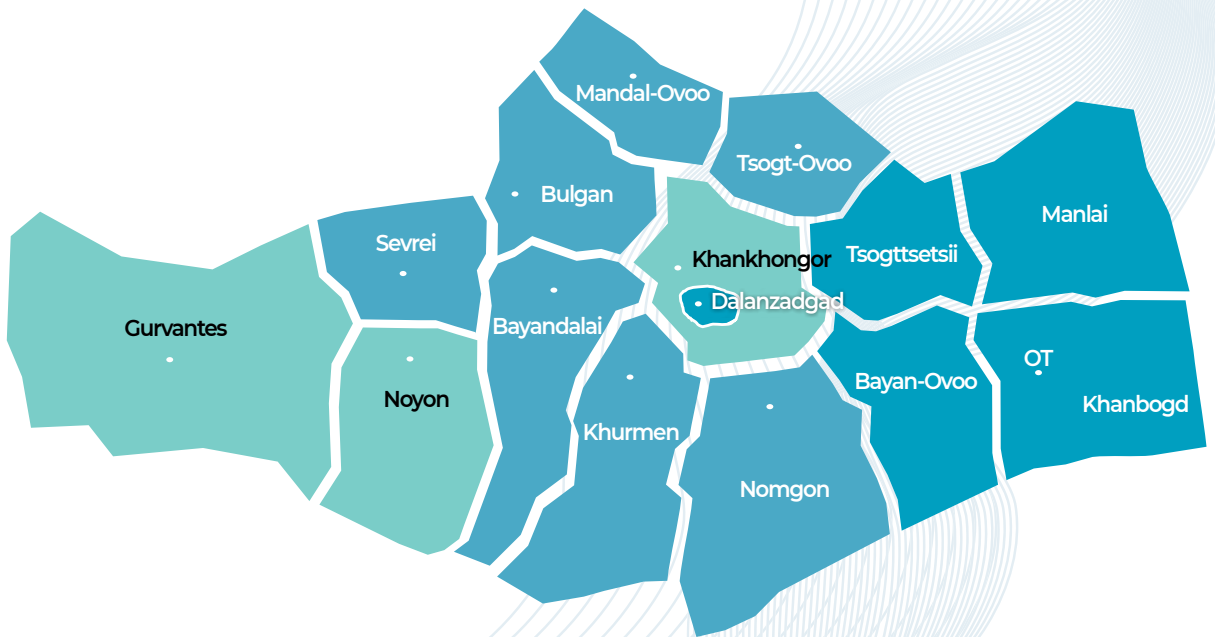 Mandal-Ovoo
Tsogt-Ovoo
Bulgan
Manlai
Sevrei
Tsogttsetsii
Khankhongor
Dalanzadgad
Gurvantes
Bayandalai
OT
Bayan-Ovoo
Noyon
Khanbogd
Khurmen
Nomgon